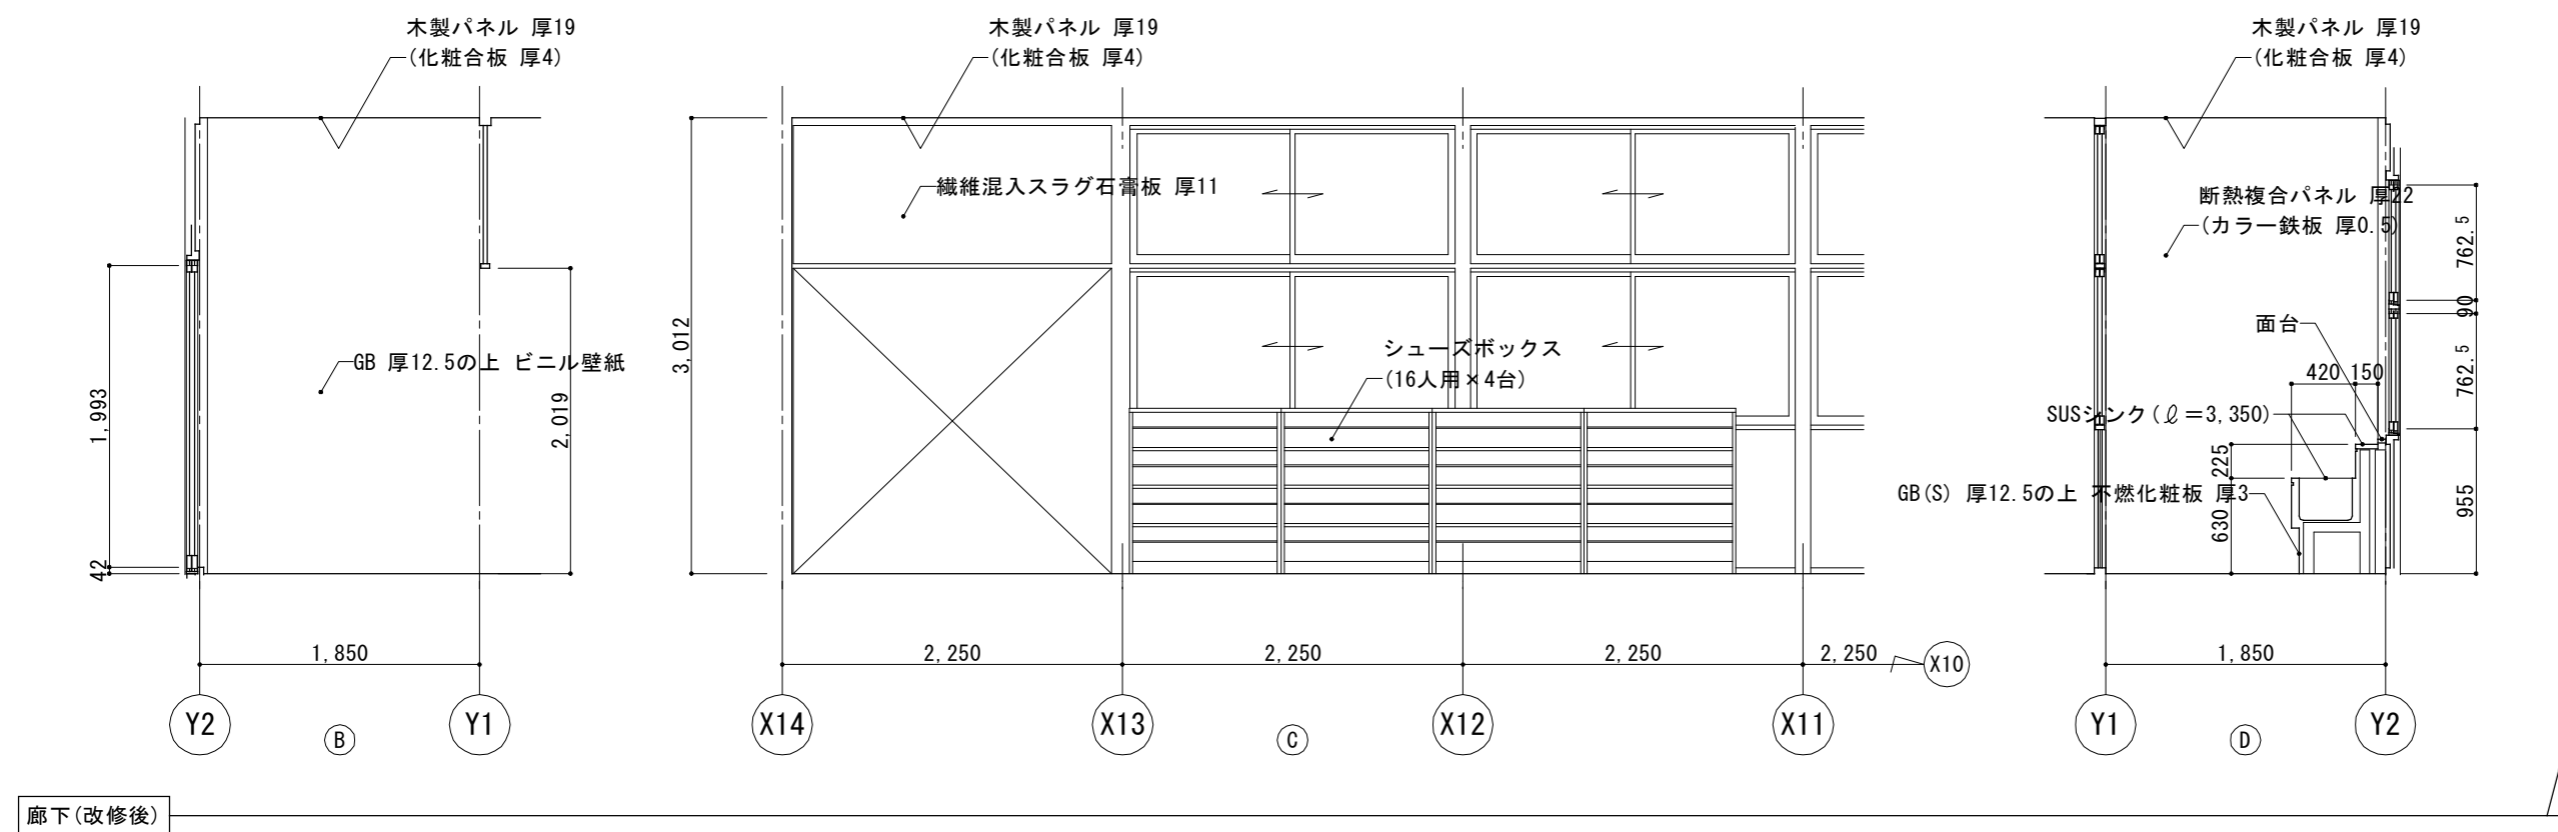 木製パネル 厚19
(化粧合板 厚4)
GB 厚12.5の上 ビニル壁紙
1,993
42
2,019
1,850
Y2
B
Y1
木製パネル 厚19
(化粧合板 厚4)
繊維混入スラグ石膏板 厚11
シューズボックス
(16人用×4台)
3,012
2,250
2,250
2,250
2,250
X10
X14
X13
C
X12
X11
木製パネル 厚19
(化粧合板 厚4)
断熱複合パネル 厚22
(カラー鉄板 厚0.5)
面台
420 150
SUSシンク(ℓ=3,350)
GB(S) 厚12.5の上 不燃化粧板 厚3
225
630
762.5
90
762.5
955
1,850
Y1
D
Y2
廊下(改修後)